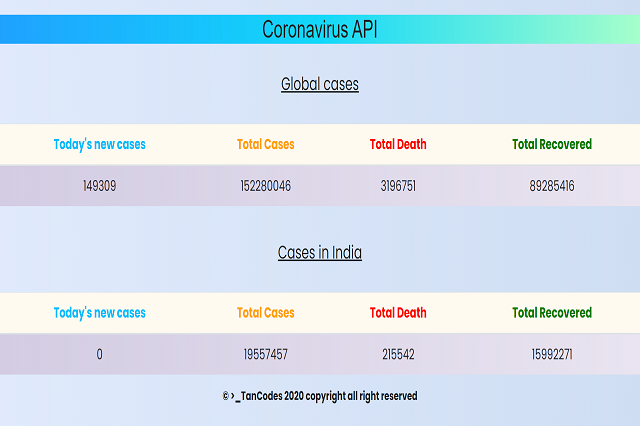 Coronavirus API
Global cases
Today's new cases Total Cases Total Death Total Recovered
149309 152280046 3196751 89285416
Cases in India
Today's new cases Total Cases Total Death Total Recovered
0 19557457 215542 15992271
© >_TanCodes 2020 copyright all right reserved